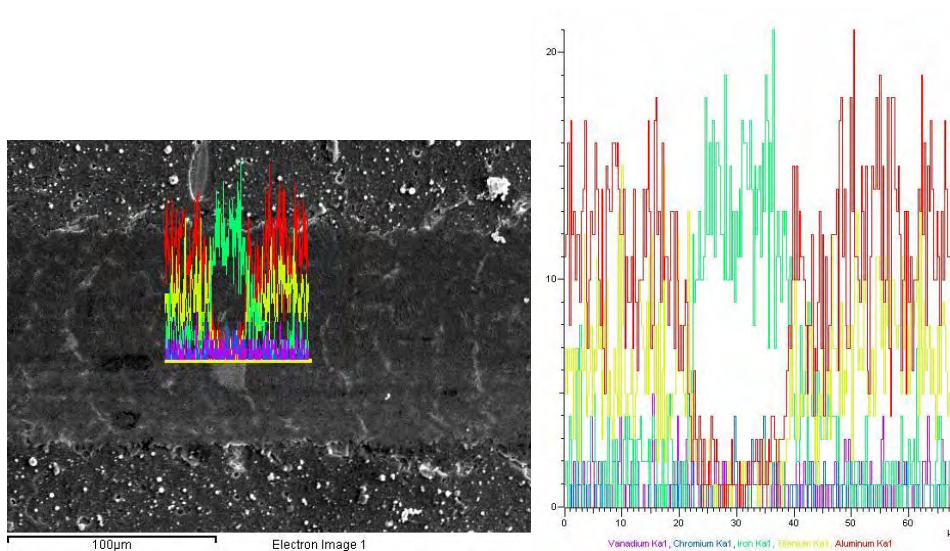 20
10
0
0 10 20 30 40 50 60
Vanadium Ka1, Chromium Ka1, Iron Ka1, Titanium Ka1, Aluminum Ka1
100μm Electron Image 1